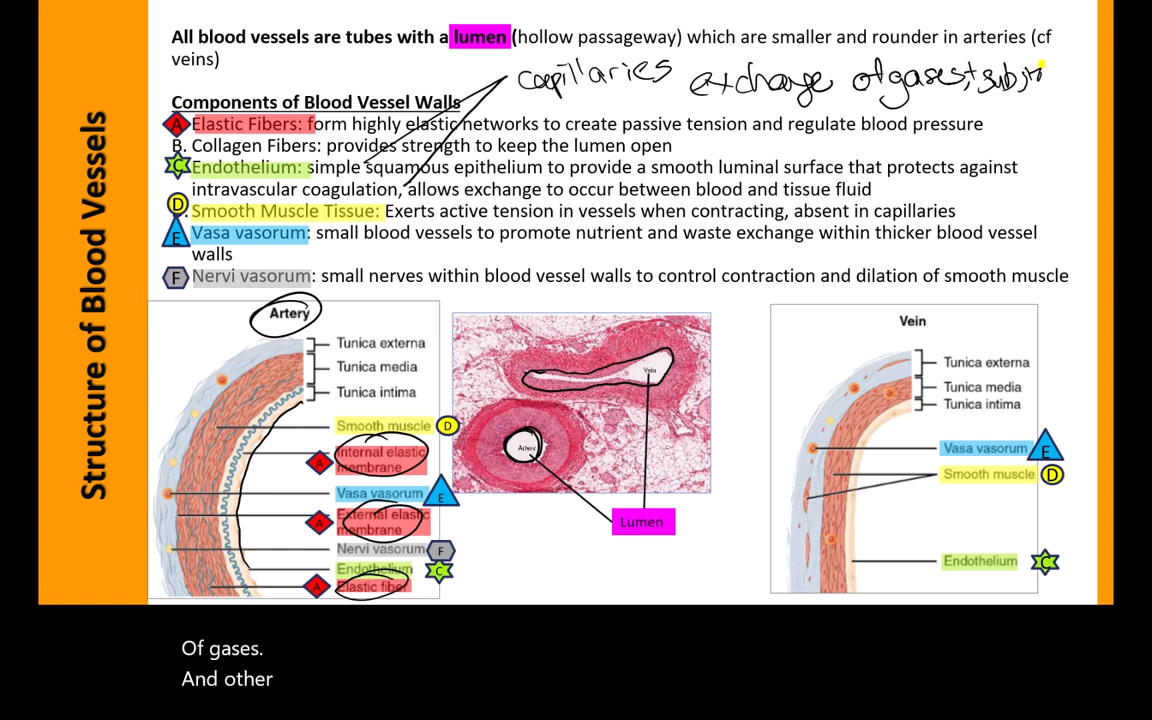 Structure of Blood Vessels
All blood vessels are tubes with a lumen (hollow passageway) which are smaller and rounder in arteries (cf
veins)
capillaries exchange of gases +
Components of Blood Vessel Walls
A Elastic Fibers: form highly elastic networks to create passive tension and regulate blood pressure
B. Collagen Fibers: provides strength to keep the lumen open
C Endothelium: simple squamous epithelium to provide a smooth luminal surface that protects against
intravascular coagulation, allows exchange to occur between blood and tissue fluid
D Smooth Muscle Tissue: Exerts active tension in vessels when contracting, absent in capillaries
E Vasa vasorum: small blood vessels to promote nutrient and waste exchange within thicker blood vessel
walls
F Nervi vasorum: small nerves within blood vessel walls to control contraction and dilation of smooth muscle
Artery
Tunica externa
Tunica media
Tunica intima
Smooth muscle D
A Internal elastic
membrane
Vasa vasorum E
A External elastic
membrane
Nervi vasorum F
Endothelium C
A Elastic fiber
Vein
Artery
Lumen
Vein
Tunica externa
Tunica media
Tunica intima
Vasa vasorum E
Smooth muscle D
Endothelium C
Of gases.
And other